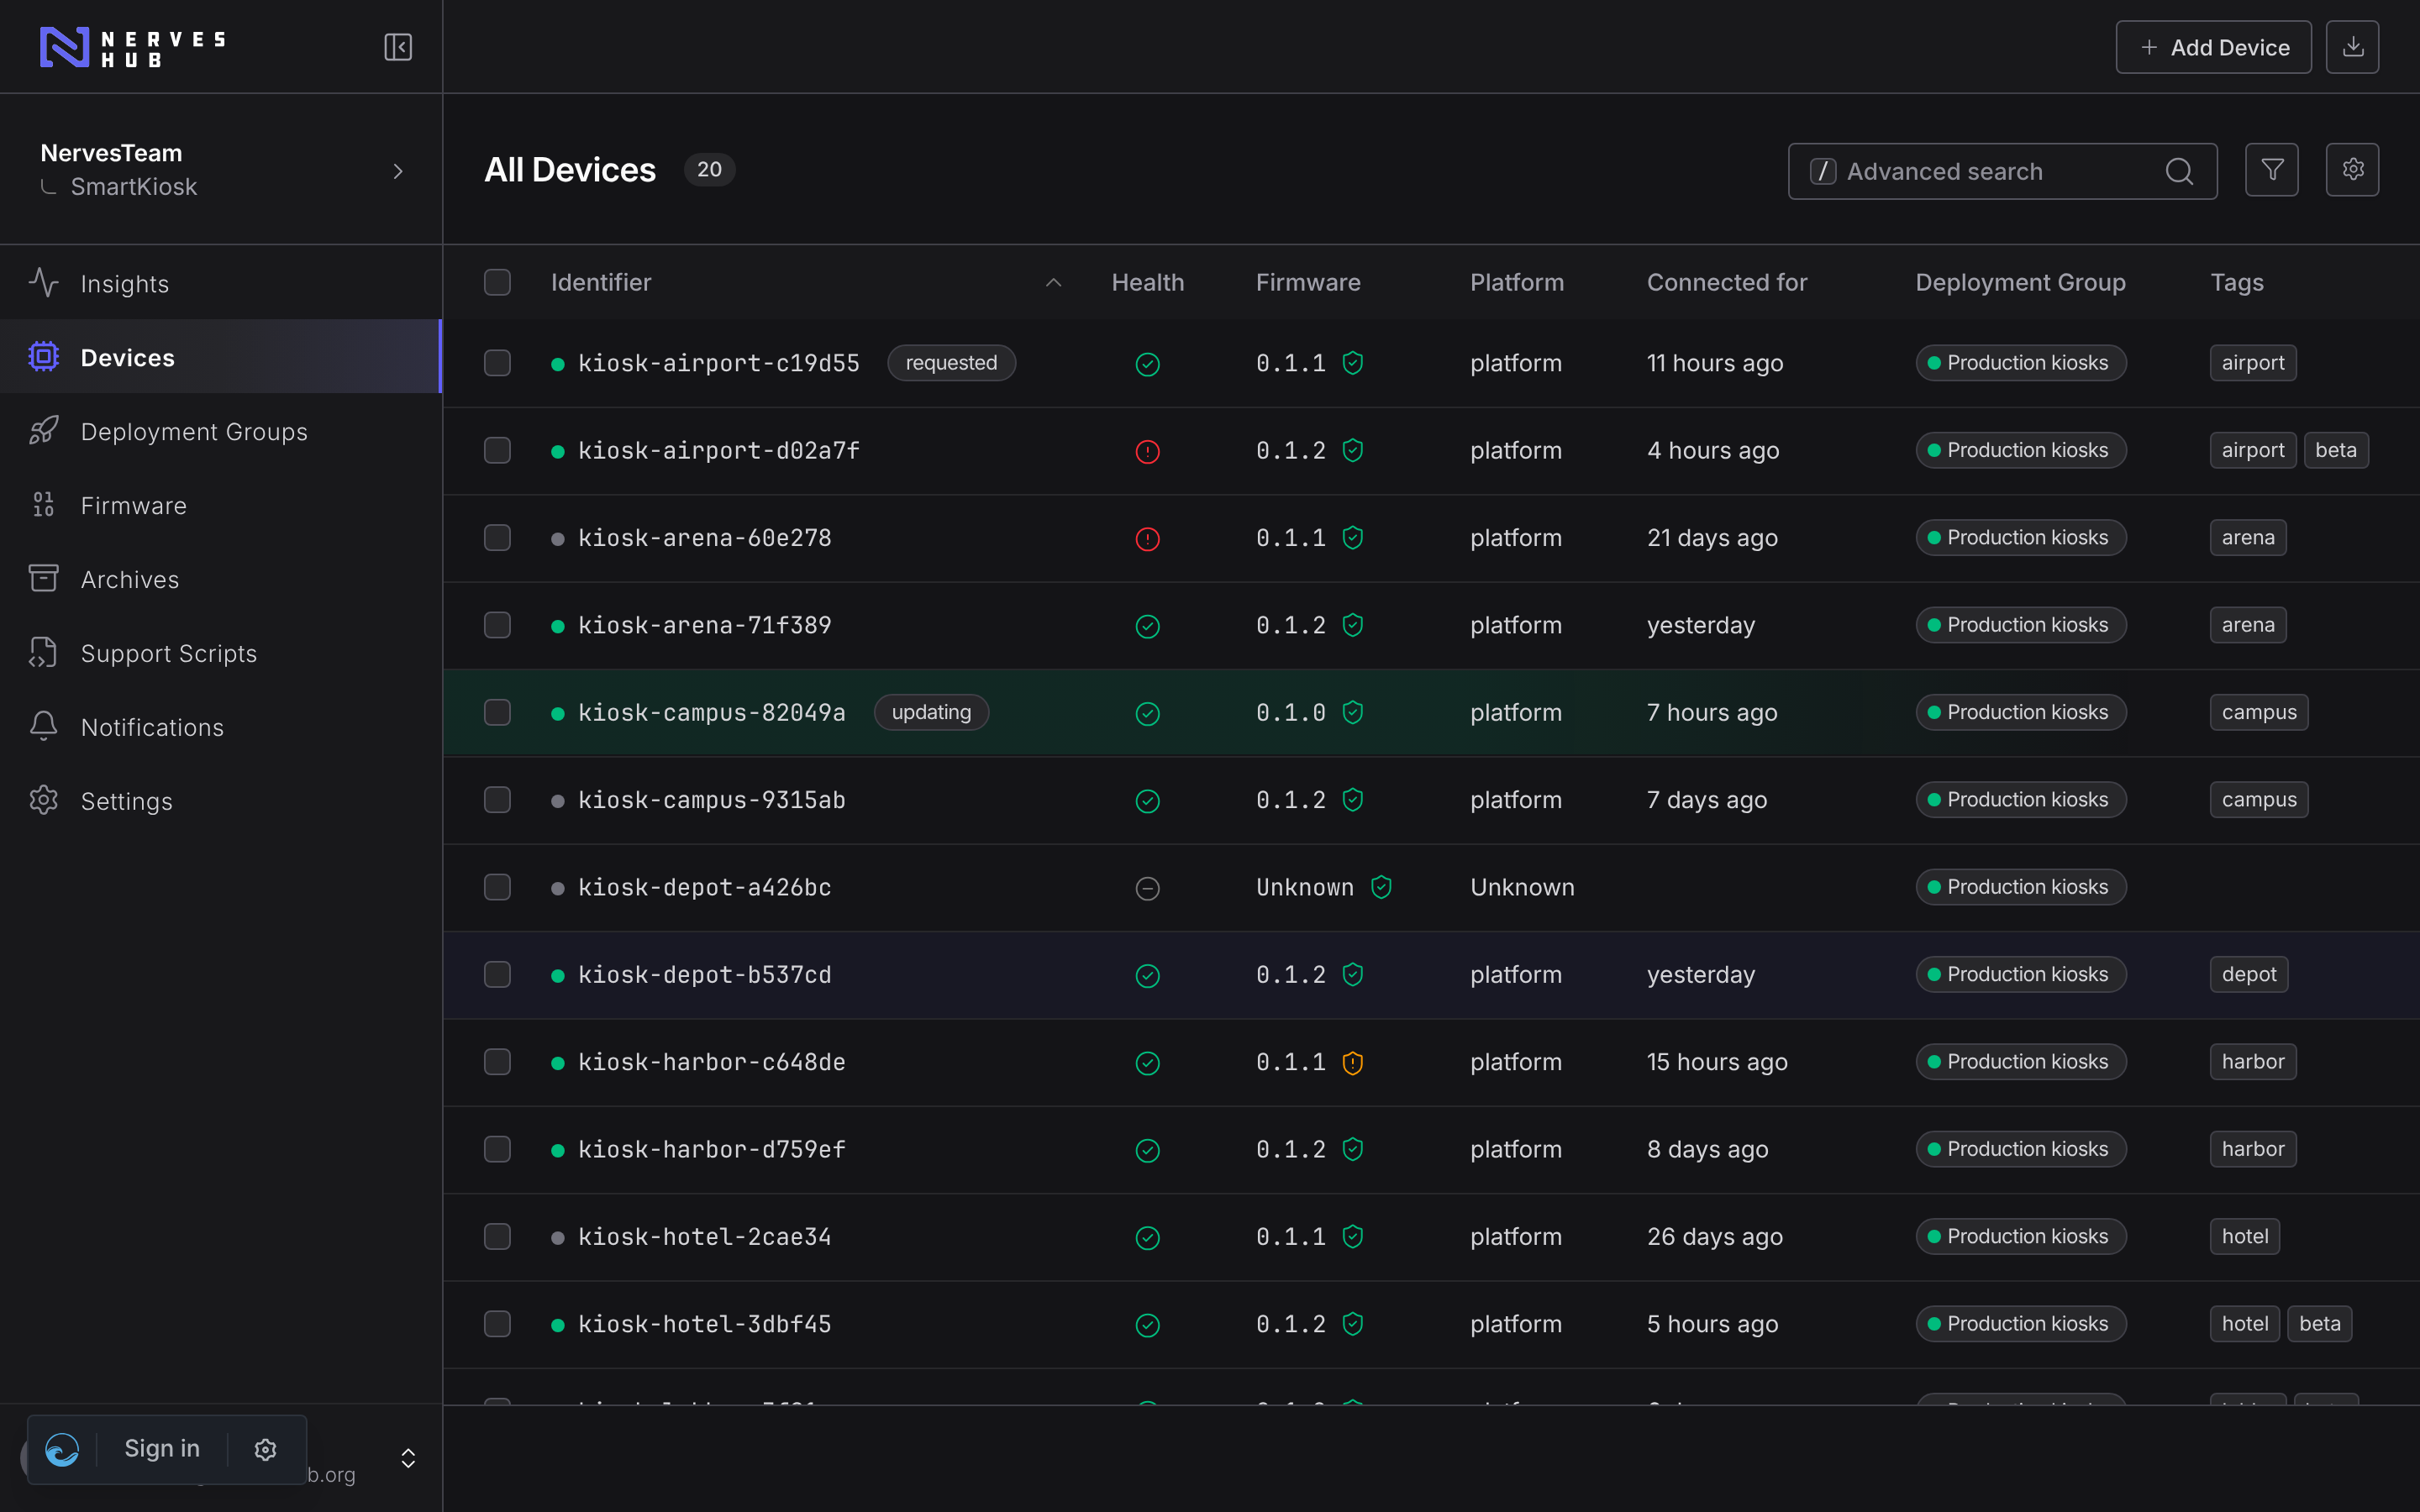 NERVES
HUB
Add Device
NervesTeam
SmartKiosk
All Devices 20
/ Advanced search
Insights
Devices
Deployment Groups
01
10
Firmware
Archives
Support Scripts
Notifications
Settings
Identifier Health Firmware Platform Connected for Deployment Group Tags
kiosk-airport-c19d55 requested 0.1.1 platform 11 hours ago Production kiosks airport
kiosk-airport-d02a7f 0.1.2 platform 4 hours ago Production kiosks airport beta
kiosk-arena-60e278 0.1.1 platform 21 days ago Production kiosks arena
kiosk-arena-71f389 0.1.2 platform yesterday Production kiosks arena
kiosk-campus-82049a updating 0.1.0 platform 7 hours ago Production kiosks campus
kiosk-campus-9315ab 0.1.2 platform 7 days ago Production kiosks campus
kiosk-depot-a426bc Unknown Unknown Production kiosks
kiosk-depot-b537cd 0.1.2 platform yesterday Production kiosks depot
kiosk-harbor-c648de 0.1.1 platform 15 hours ago Production kiosks harbor
kiosk-harbor-d759ef 0.1.2 platform 8 days ago Production kiosks harbor
kiosk-hotel-2cae34 0.1.1 platform 26 days ago Production kiosks hotel
kiosk-hotel-3dbf45 0.1.2 platform 5 hours ago Production kiosks hotel beta
Sign in
b.org